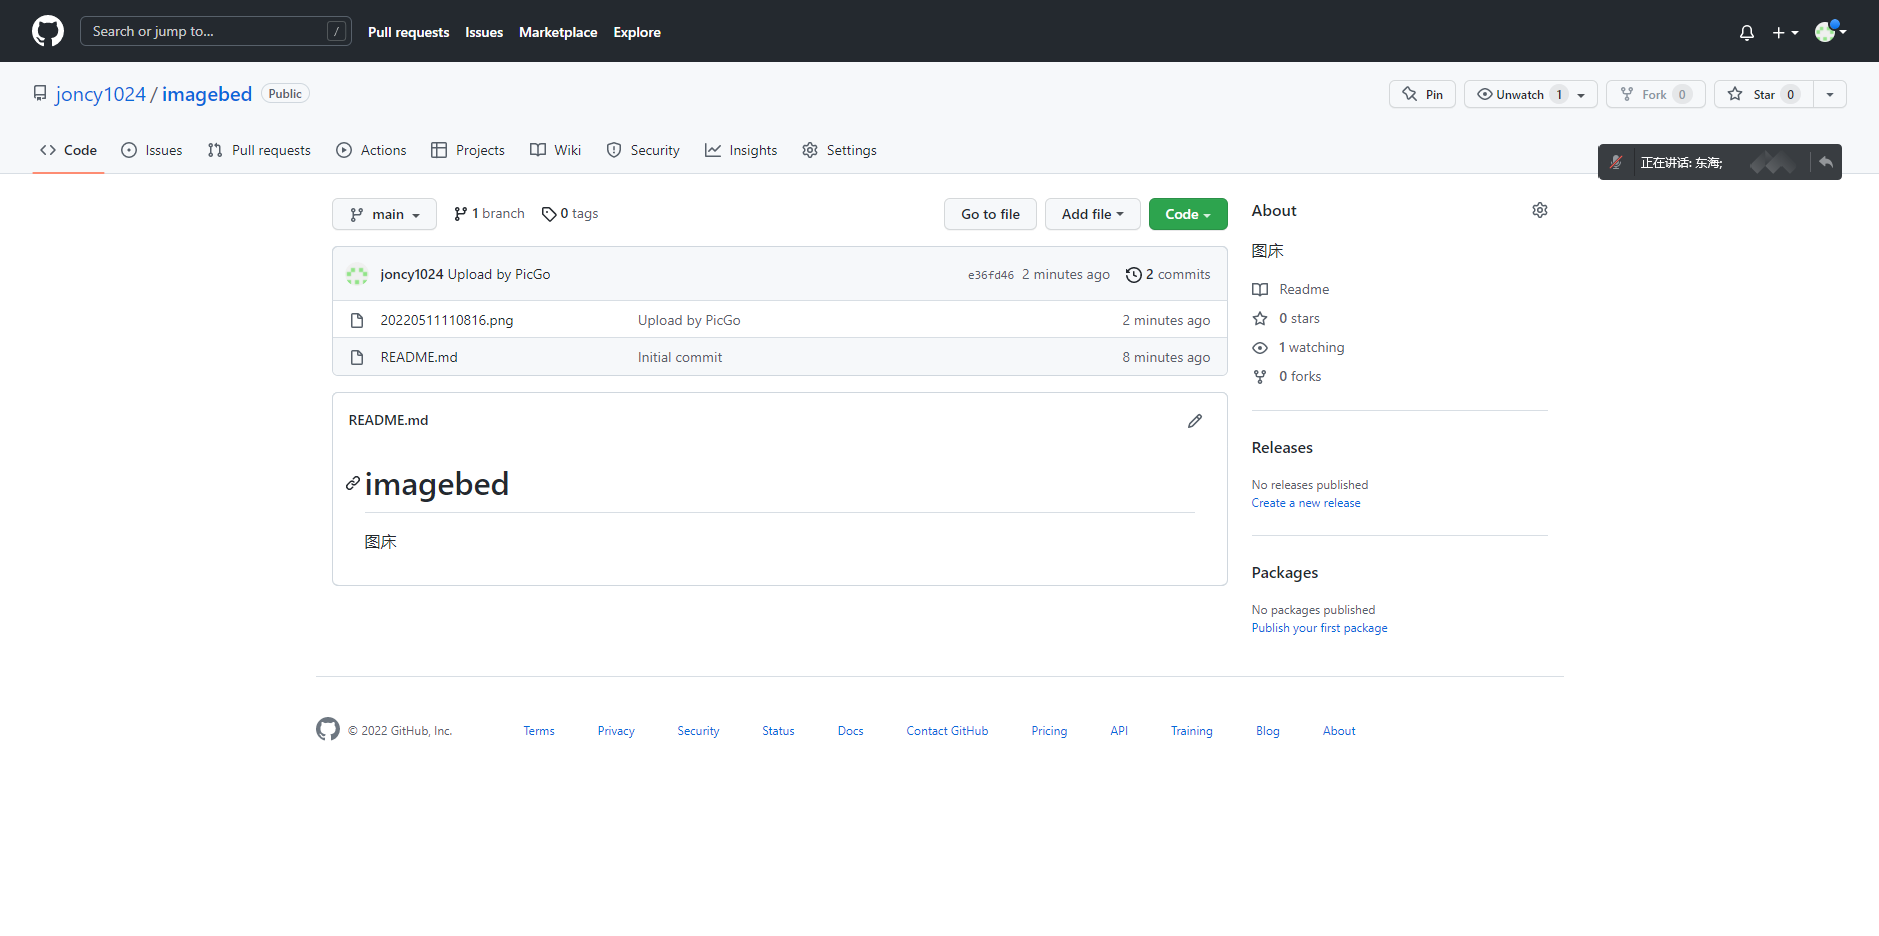 Search or jump to... /
Pull requests Issues Marketplace Explore
joncy1024 / imagebed Public
Pin Unwatch 1 Fork 0 Star 0
Code Issues Pull requests Actions Projects Wiki Security Insights Settings
正在讲话: 东海;
main 1 branch 0 tags Go to file Add file Code
joncy1024 Upload by PicGo e36fd46 2 minutes ago 2 commits
20220511110816.png Upload by PicGo 2 minutes ago
README.md Initial commit 8 minutes ago
README.md
imagebed
图床
About
图床
Readme
0 stars
1 watching
0 forks
Releases
No releases published
Create a new release
Packages
No packages published
Publish your first package
© 2022 GitHub, Inc. Terms Privacy Security Status Docs Contact GitHub Pricing API Training Blog About